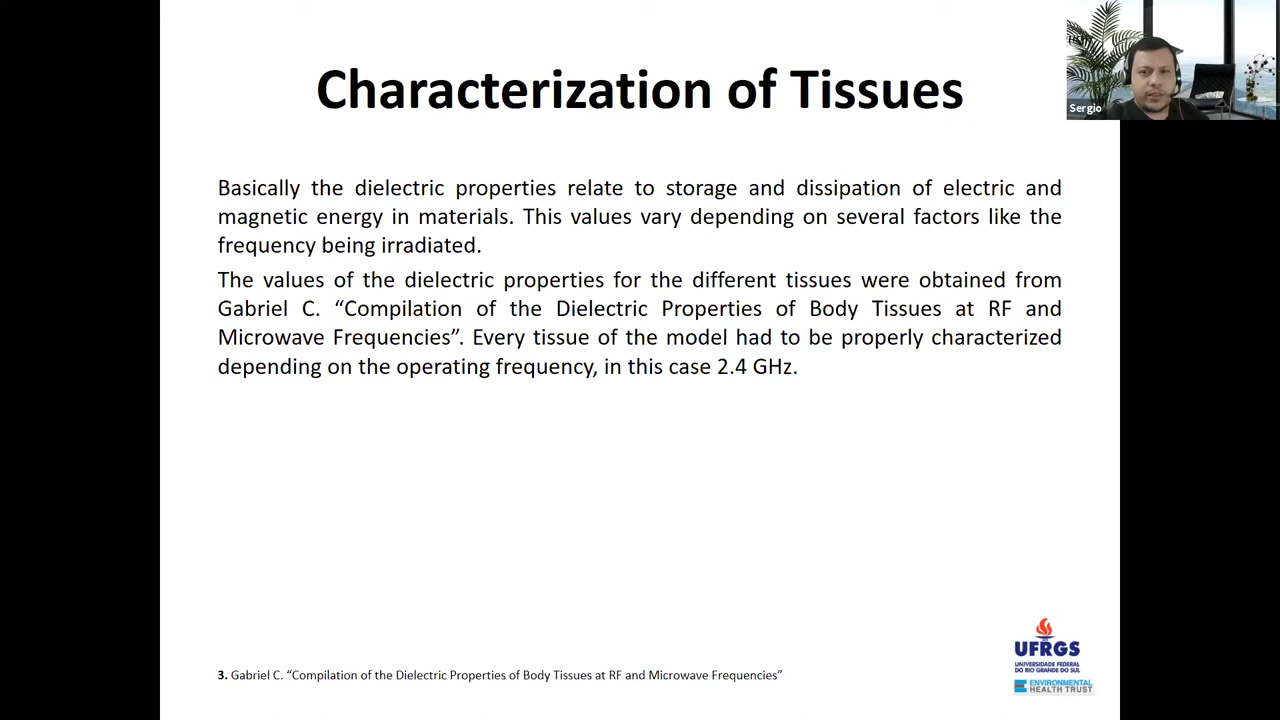 Characterization of Tissues
Sergio
Basically the dielectric properties relate to storage and dissipation of electric and
magnetic energy in materials. This values vary depending on several factors like the
frequency being irradiated.
The values of the dielectric properties for the different tissues were obtained from
Gabriel C. “Compilation of the Dielectric Properties of Body Tissues at RF and
Microwave Frequencies”. Every tissue of the model had to be properly characterized
depending on the operating frequency, in this case 2.4 GHz.
UFRGS
UNIVERSIDADE FEDERAL
DO RIO GRANDE DO SUL
ENVIRONMENTAL
HEALTH TRUST
3. Gabriel C. “Compilation of the Dielectric Properties of Body Tissues at RF and Microwave Frequencies”